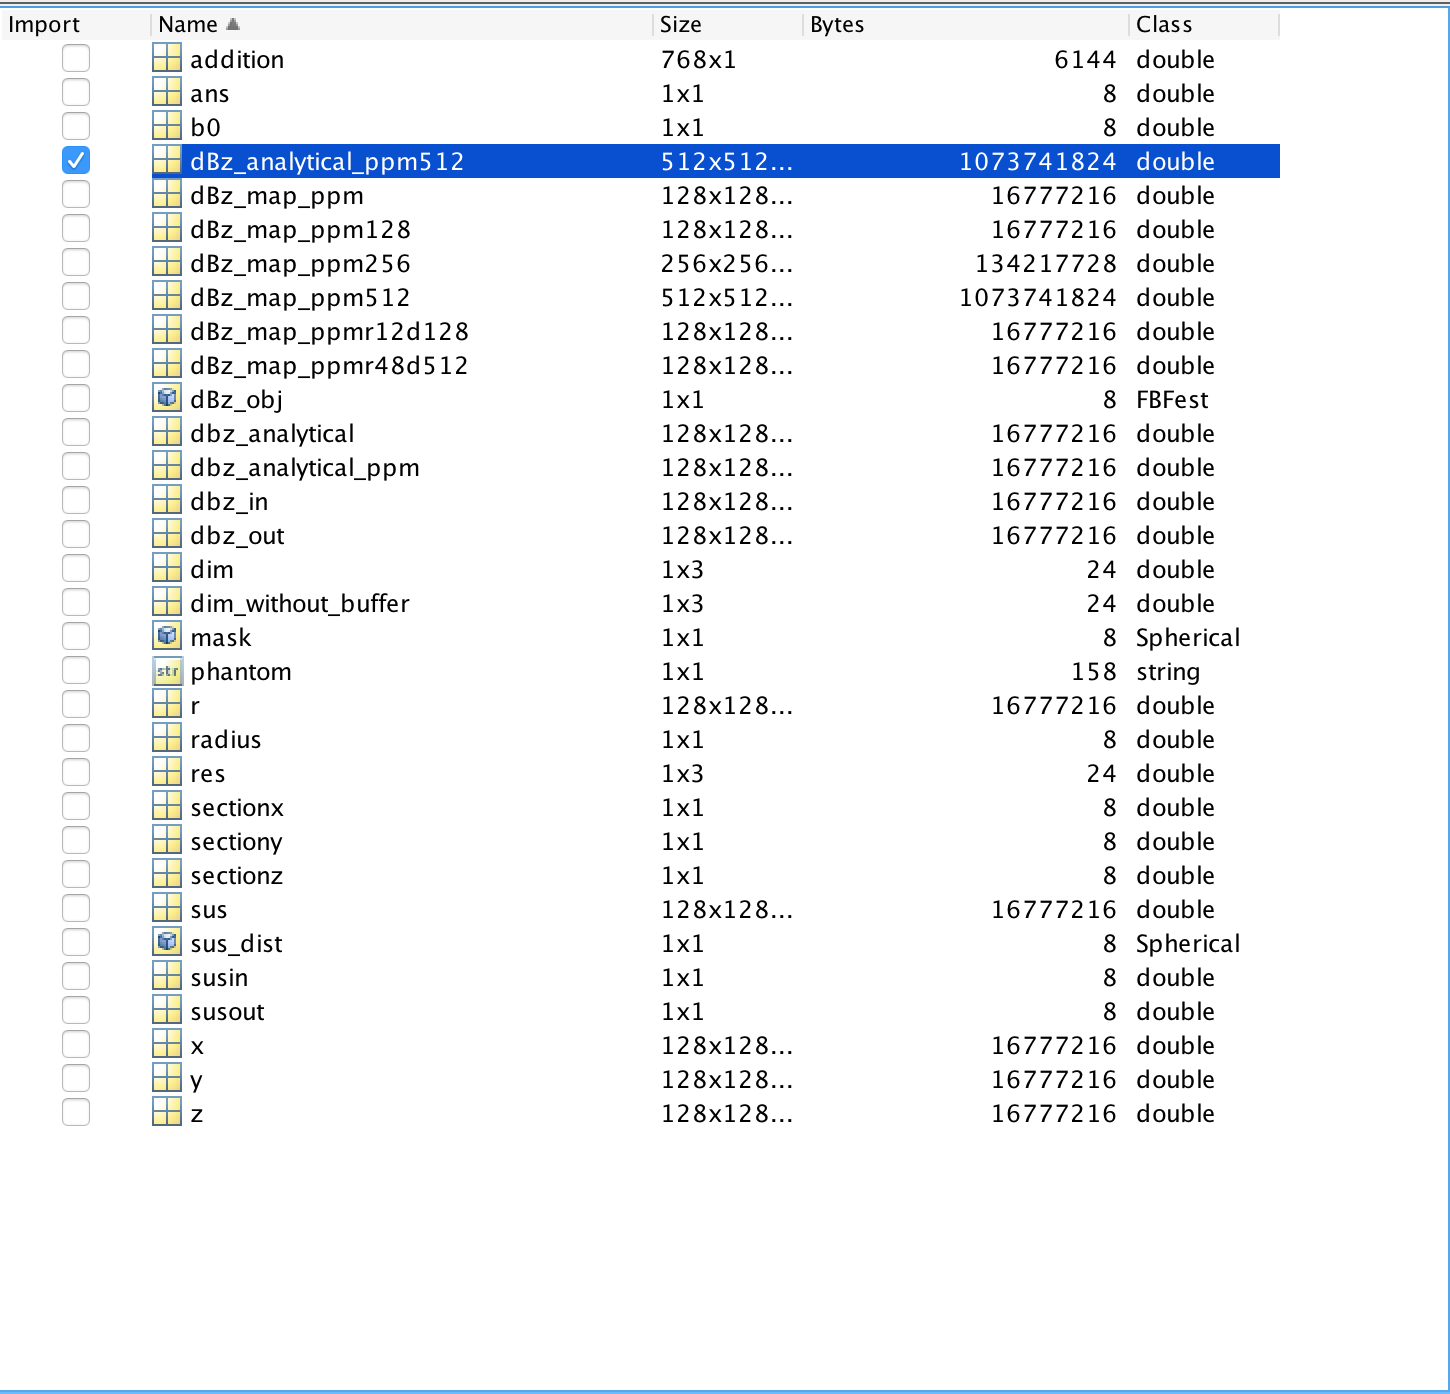 Import Name Size Bytes Class
addition 768x1 6144 double
ans 1x1 8 double
b0 1x1 8 double
dBz_analytical_ppm512 512x512... 1073741824 double
dBz_map_ppm 128x128... 16777216 double
dBz_map_ppm128 128x128... 16777216 double
dBz_map_ppm256 256x256... 134217728 double
dBz_map_ppm512 512x512... 1073741824 double
dBz_map_ppmr12d128 128x128... 16777216 double
dBz_map_ppmr48d512 128x128... 16777216 double
dBz_obj 1x1 8 FBFest
dbz_analytical 128x128... 16777216 double
dbz_analytical_ppm 128x128... 16777216 double
dbz_in 128x128... 16777216 double
dbz_out 128x128... 16777216 double
dim 1x3 24 double
dim_without_buffer 1x3 24 double
mask 1x1 8 Spherical
str phantom 1x1 158 string
r 128x128... 16777216 double
radius 1x1 8 double
res 1x3 24 double
sectionx 1x1 8 double
sectiony 1x1 8 double
sectionz 1x1 8 double
sus 128x128... 16777216 double
sus_dist 1x1 8 Spherical
susin 1x1 8 double
susout 1x1 8 double
x 128x128... 16777216 double
y 128x128... 16777216 double
z 128x128... 16777216 double